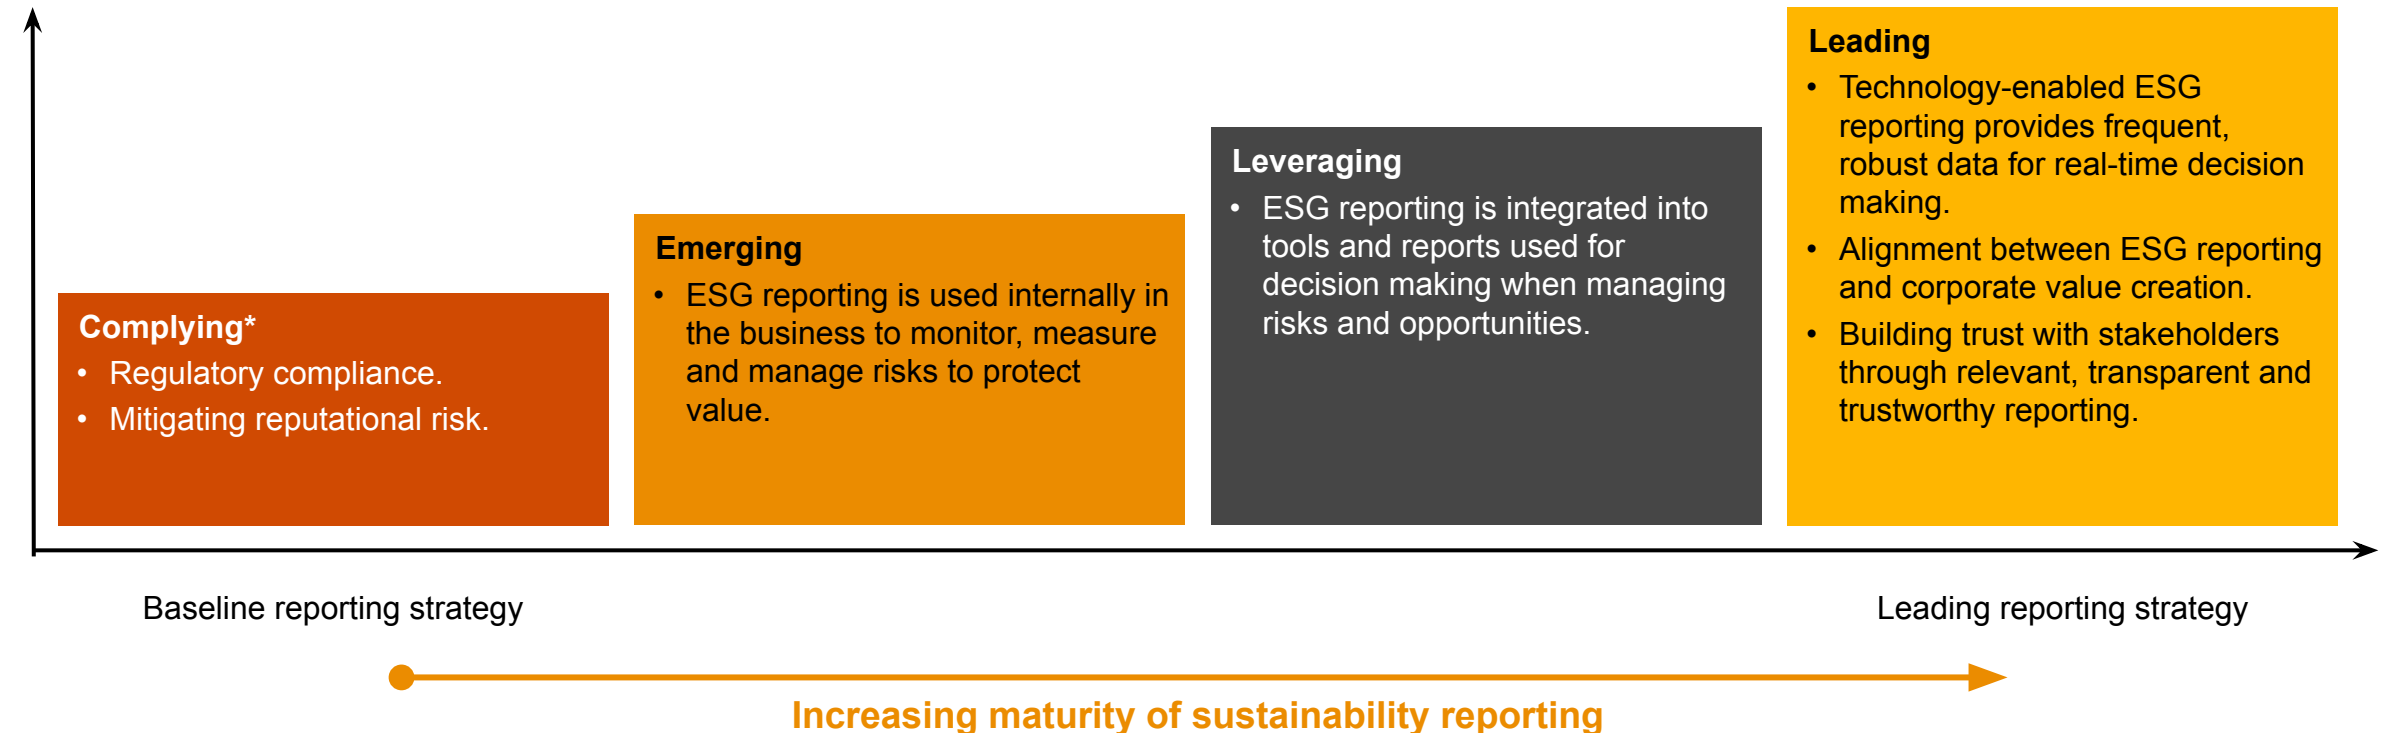 Complying*
• Regulatory compliance.
• Mitigating reputational risk.
Emerging
• ESG reporting is used internally in
the business to monitor, measure
and manage risks to protect
value.
Leveraging
• ESG reporting is integrated into
tools and reports used for
decision making when managing
risks and opportunities.
Leading
• Technology-enabled ESG
reporting provides frequent,
robust data for real-time decision
making.
• Alignment between ESG reporting
and corporate value creation.
• Building trust with stakeholders
through relevant, transparent and
trustworthy reporting.
Baseline reporting strategy
Leading reporting strategy
Increasing maturity of sustainability reporting